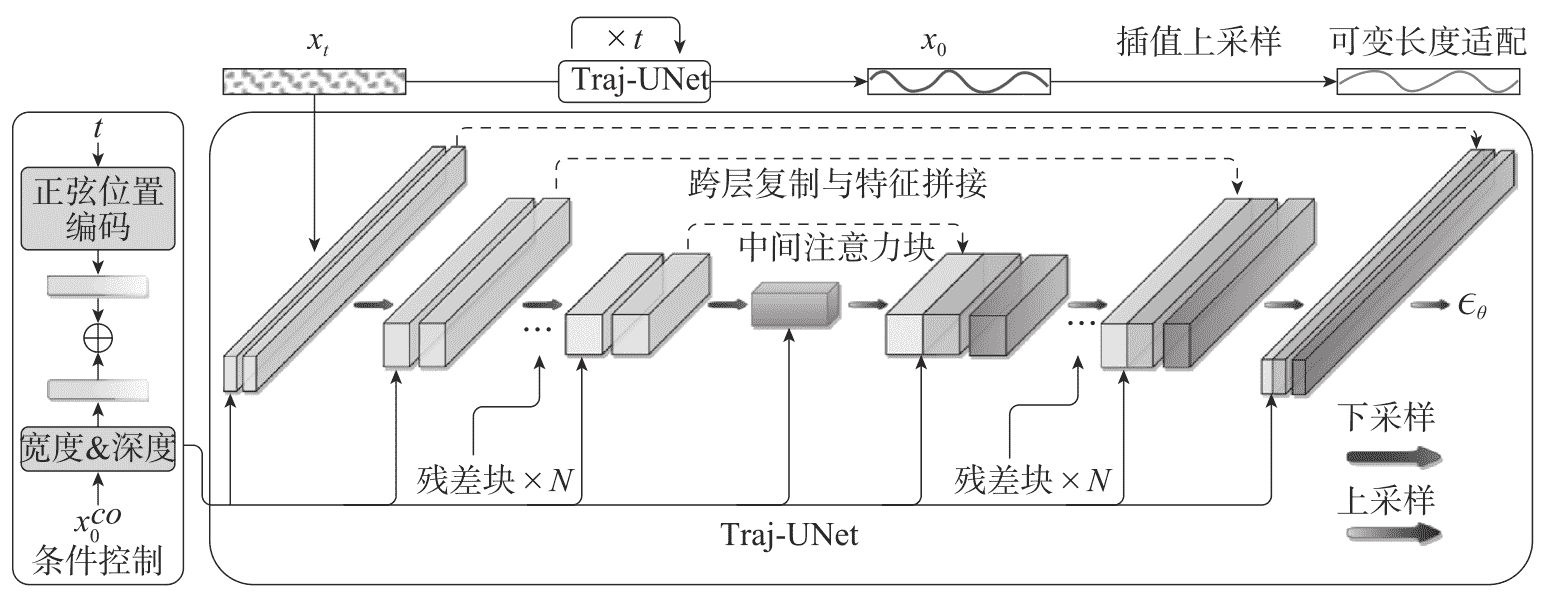 x_t
× t
Traj-UNet
x_0
插值上采样
可变长度适配
t
正弦位置
编码
宽度&深度
x_0^{co}
条件控制
跨层复制与特征拼接
中间注意力块
...
...
ϵ_θ
残差块×N
残差块×N
下采样
上采样
Traj-UNet